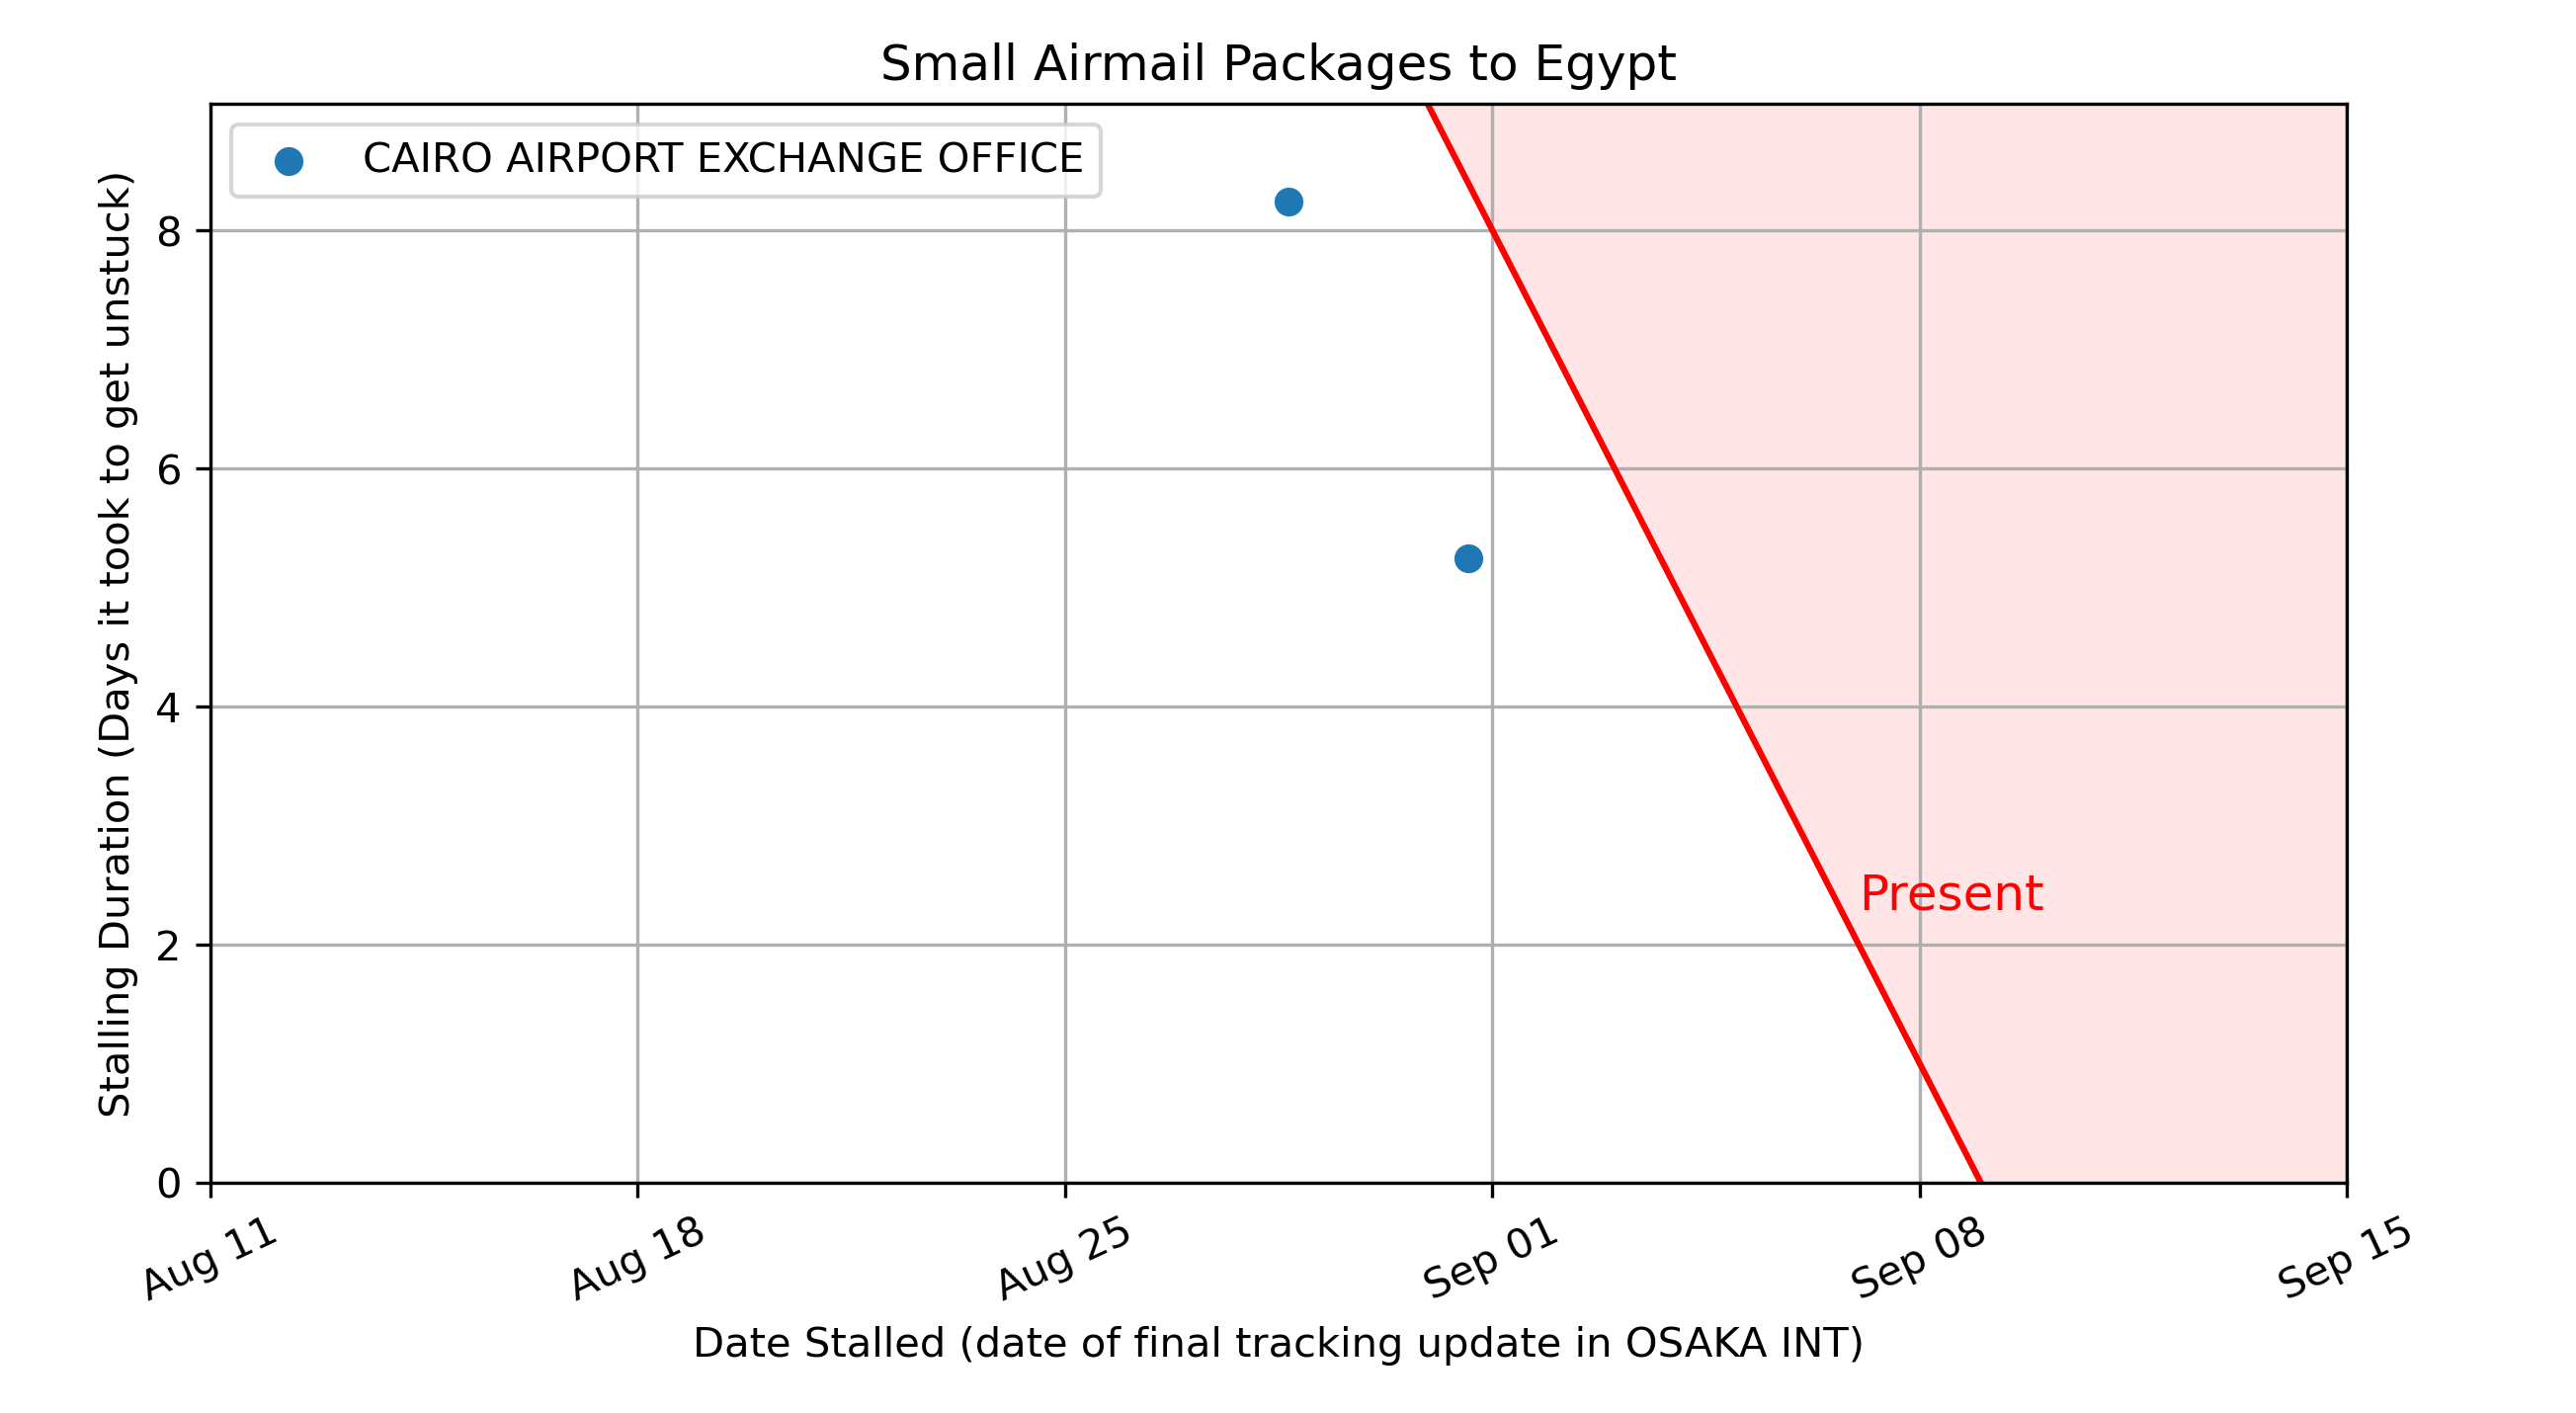 Small Airmail Packages to Egypt
CAIRO AIRPORT EXCHANGE OFFICE
Stalling Duration (Days it took to get unstuck)
8
6
4
2
0
Present
Aug 11
Aug 18
Aug 25
Sep 01
Sep 08
Sep 15
Date Stalled (date of final tracking update in OSAKA INT)